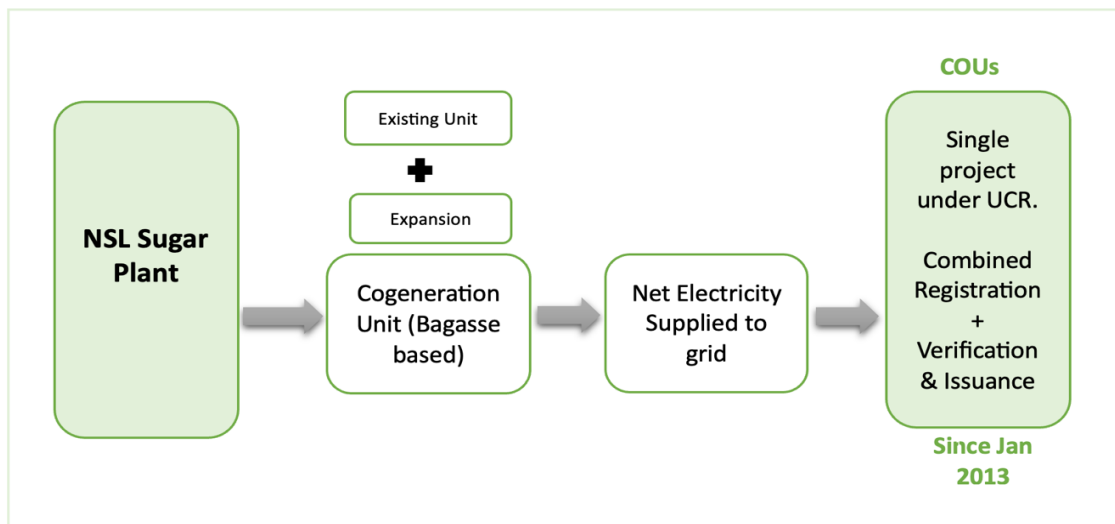 NSL Sugar
Plant
Existing Unit
Expansion
Cogeneration
Unit (Bagasse
based)
Net Electricity
Supplied to
grid
COUs
Single
project
under UCR.
Combined
Registration
+
Verification
& Issuance
Since Jan
2013